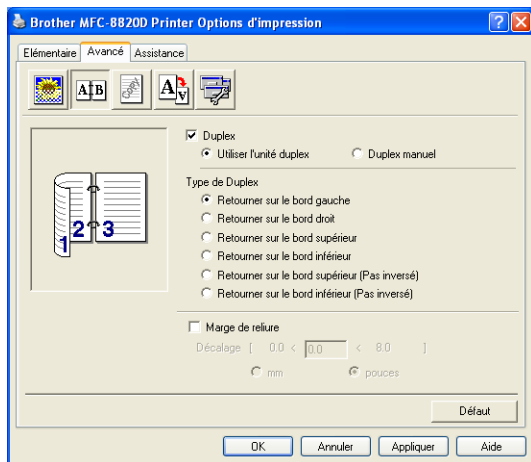 Brother MFC-8820D Printer Options d'impression
Elémentaire Avancé Assistance
A B A A
Duplex
Utiliser l'unité duplex Duplex manuel
1 2 3
Type de Duplex
Retourner sur le bord gauche
Retourner sur le bord droit
Retourner sur le bord supérieur
Retourner sur le bord inférieur
Retourner sur le bord supérieur (Pas inversé)
Retourner sur le bord inférieur (Pas inversé)
Marge de reliure
Décalage [ 0.0 < 0.0 < 8.0 ]
mm pouces
Défaut
OK Annuler Appliquer Aide